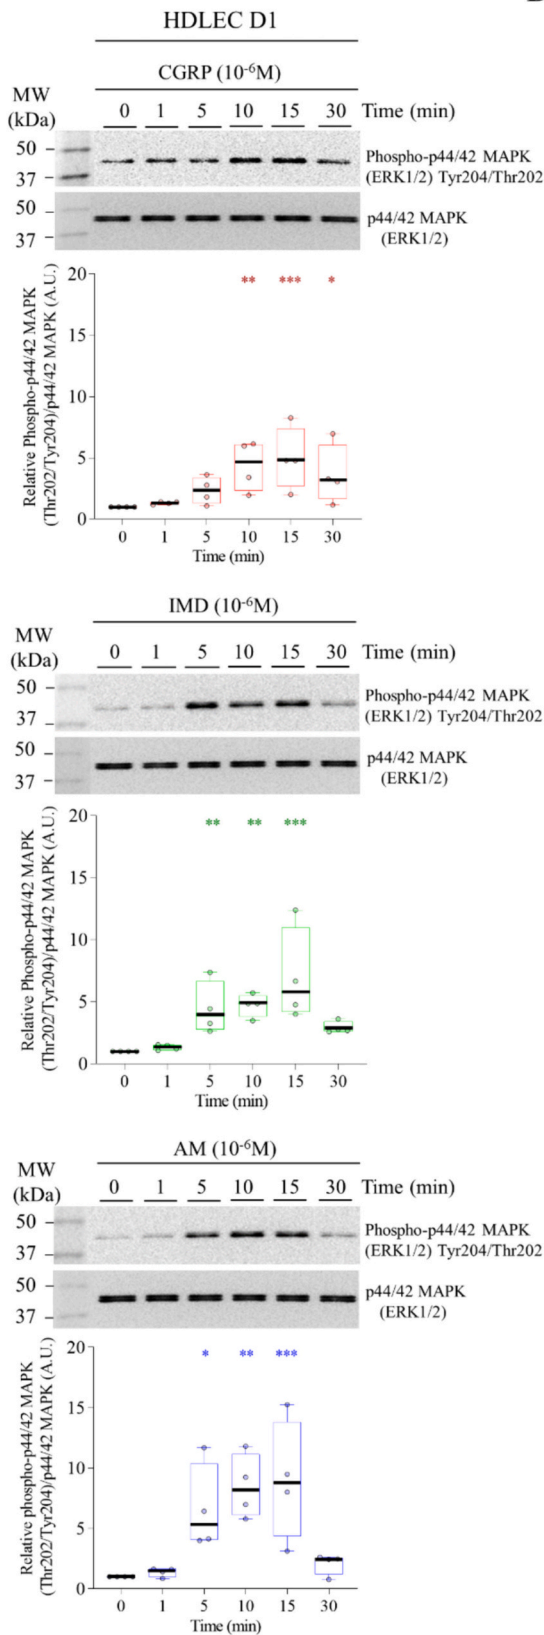 HDLEC D1
CGRP (10⁻⁶M)
MW
(kDa)
0 1 5 10 15 30 Time (min)
50
37
Phospho-p44/42 MAPK
(ERK1/2) Tyr204/Thr202
50
37
p44/42 MAPK
(ERK1/2)
Relative Phospho-p44/42 MAPK
(Thr202/Tyr204)/p44/42 MAPK (A.U.)
20
15
10
5
0
** *** *
0 1 5 10 15 30
Time (min)
IMD (10⁻⁶M)
MW
(kDa)
0 1 5 10 15 30 Time (min)
50
37
Phospho-p44/42 MAPK
(ERK1/2) Tyr204/Thr202
50
37
p44/42 MAPK
(ERK1/2)
Relative Phospho-p44/42 MAPK
(Thr202/Tyr204)/p44/42 MAPK (A.U.)
20
15
10
5
0
** ** ***
0 1 5 10 15 30
Time (min)
AM (10⁻⁶M)
MW
(kDa)
0 1 5 10 15 30 Time (min)
50
37
Phospho-p44/42 MAPK
(ERK1/2) Tyr204/Thr202
50
37
p44/42 MAPK
(ERK1/2)
Relative phospho-p44/42 MAPK
(Thr202/Tyr204)/p44/42 MAPK (A.U.)
20
15
10
5
0
* ** ***
0 1 5 10 15 30
Time (min)